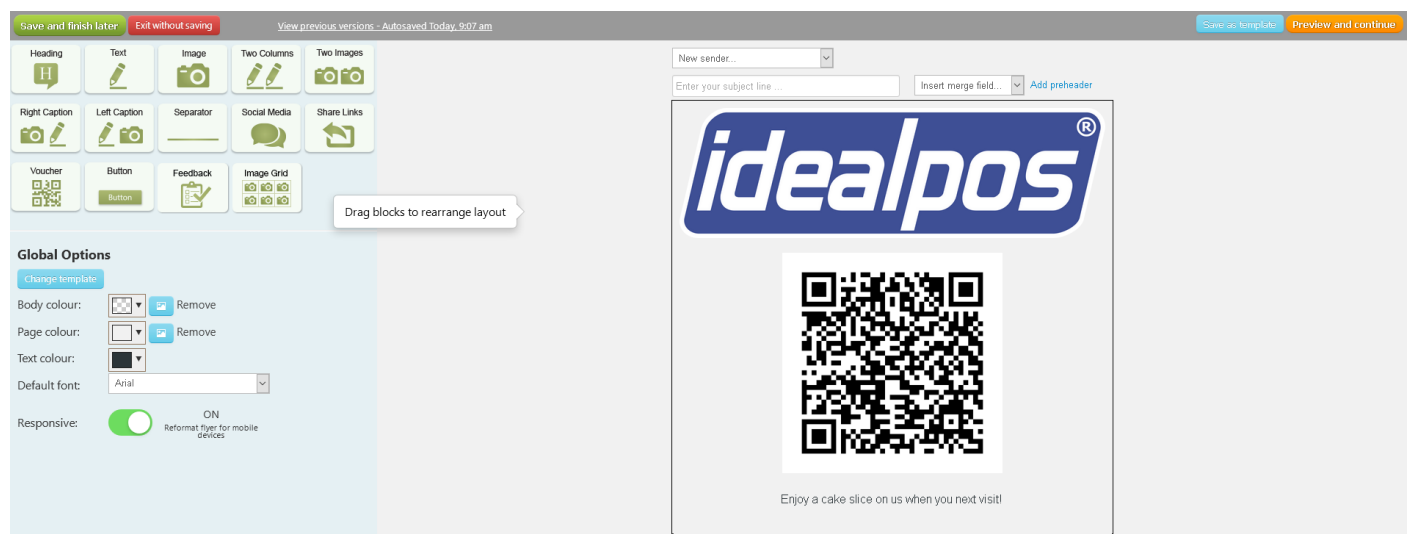 Save and finish later
Exit without saving
View previous versions - Autosaved Today, 9:07 am
Save as template
Preview and continue
Heading
Text
Image
Two Columns
Two Images
H
Right Caption
Left Caption
Separator
Social Media
Share Links
Voucher
Button
Feedback
Image Grid
Button
Drag blocks to rearrange layout
Global Options
Change template
Body colour:
Remove
Page colour:
Remove
Text colour:
Default font:
Arial
Responsive:
ON
Reformat flyer for mobile
devices
New sender...
Enter your subject line ...
Insert merge field...
Add preheader
idealpos®
Enjoy a cake slice on us when you next visit!